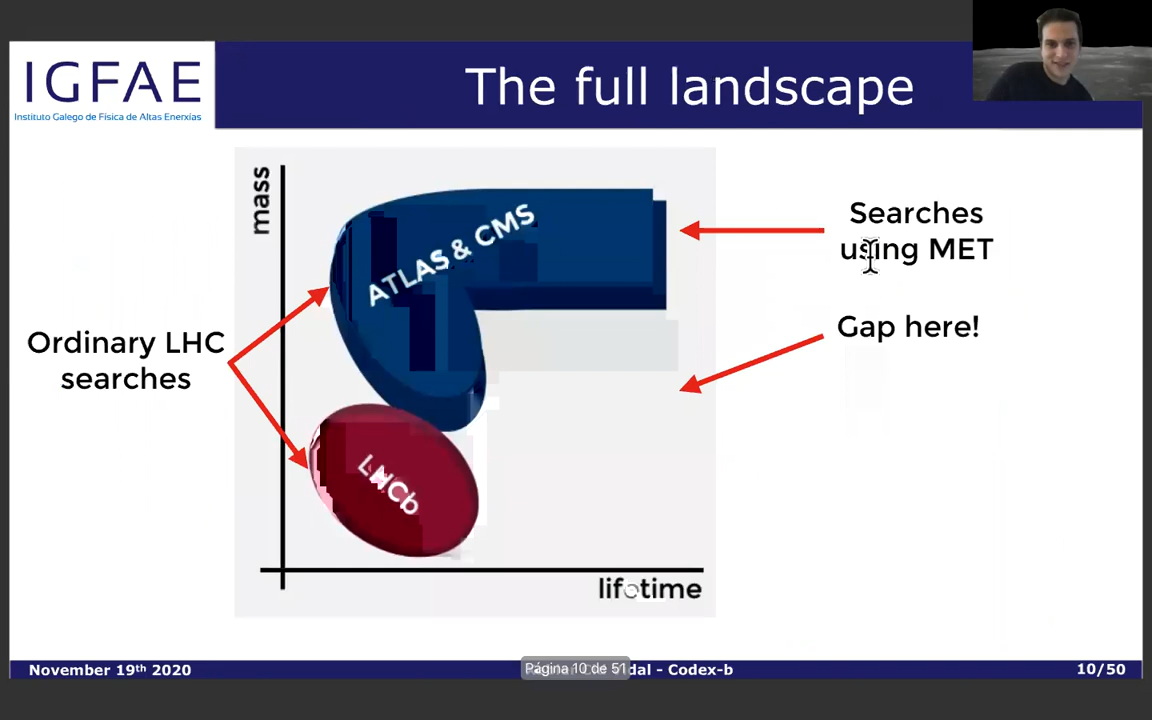 IGFAE
Instituto Galego de Física de Altas Enerxías
The full landscape
mass
ATLAS & CMS
Searches
using MET
Gap here!
Ordinary LHC
searches
LHCb
lifetime
November 19th 2020
Página 10 de 51
dal - Codex-b
10/50